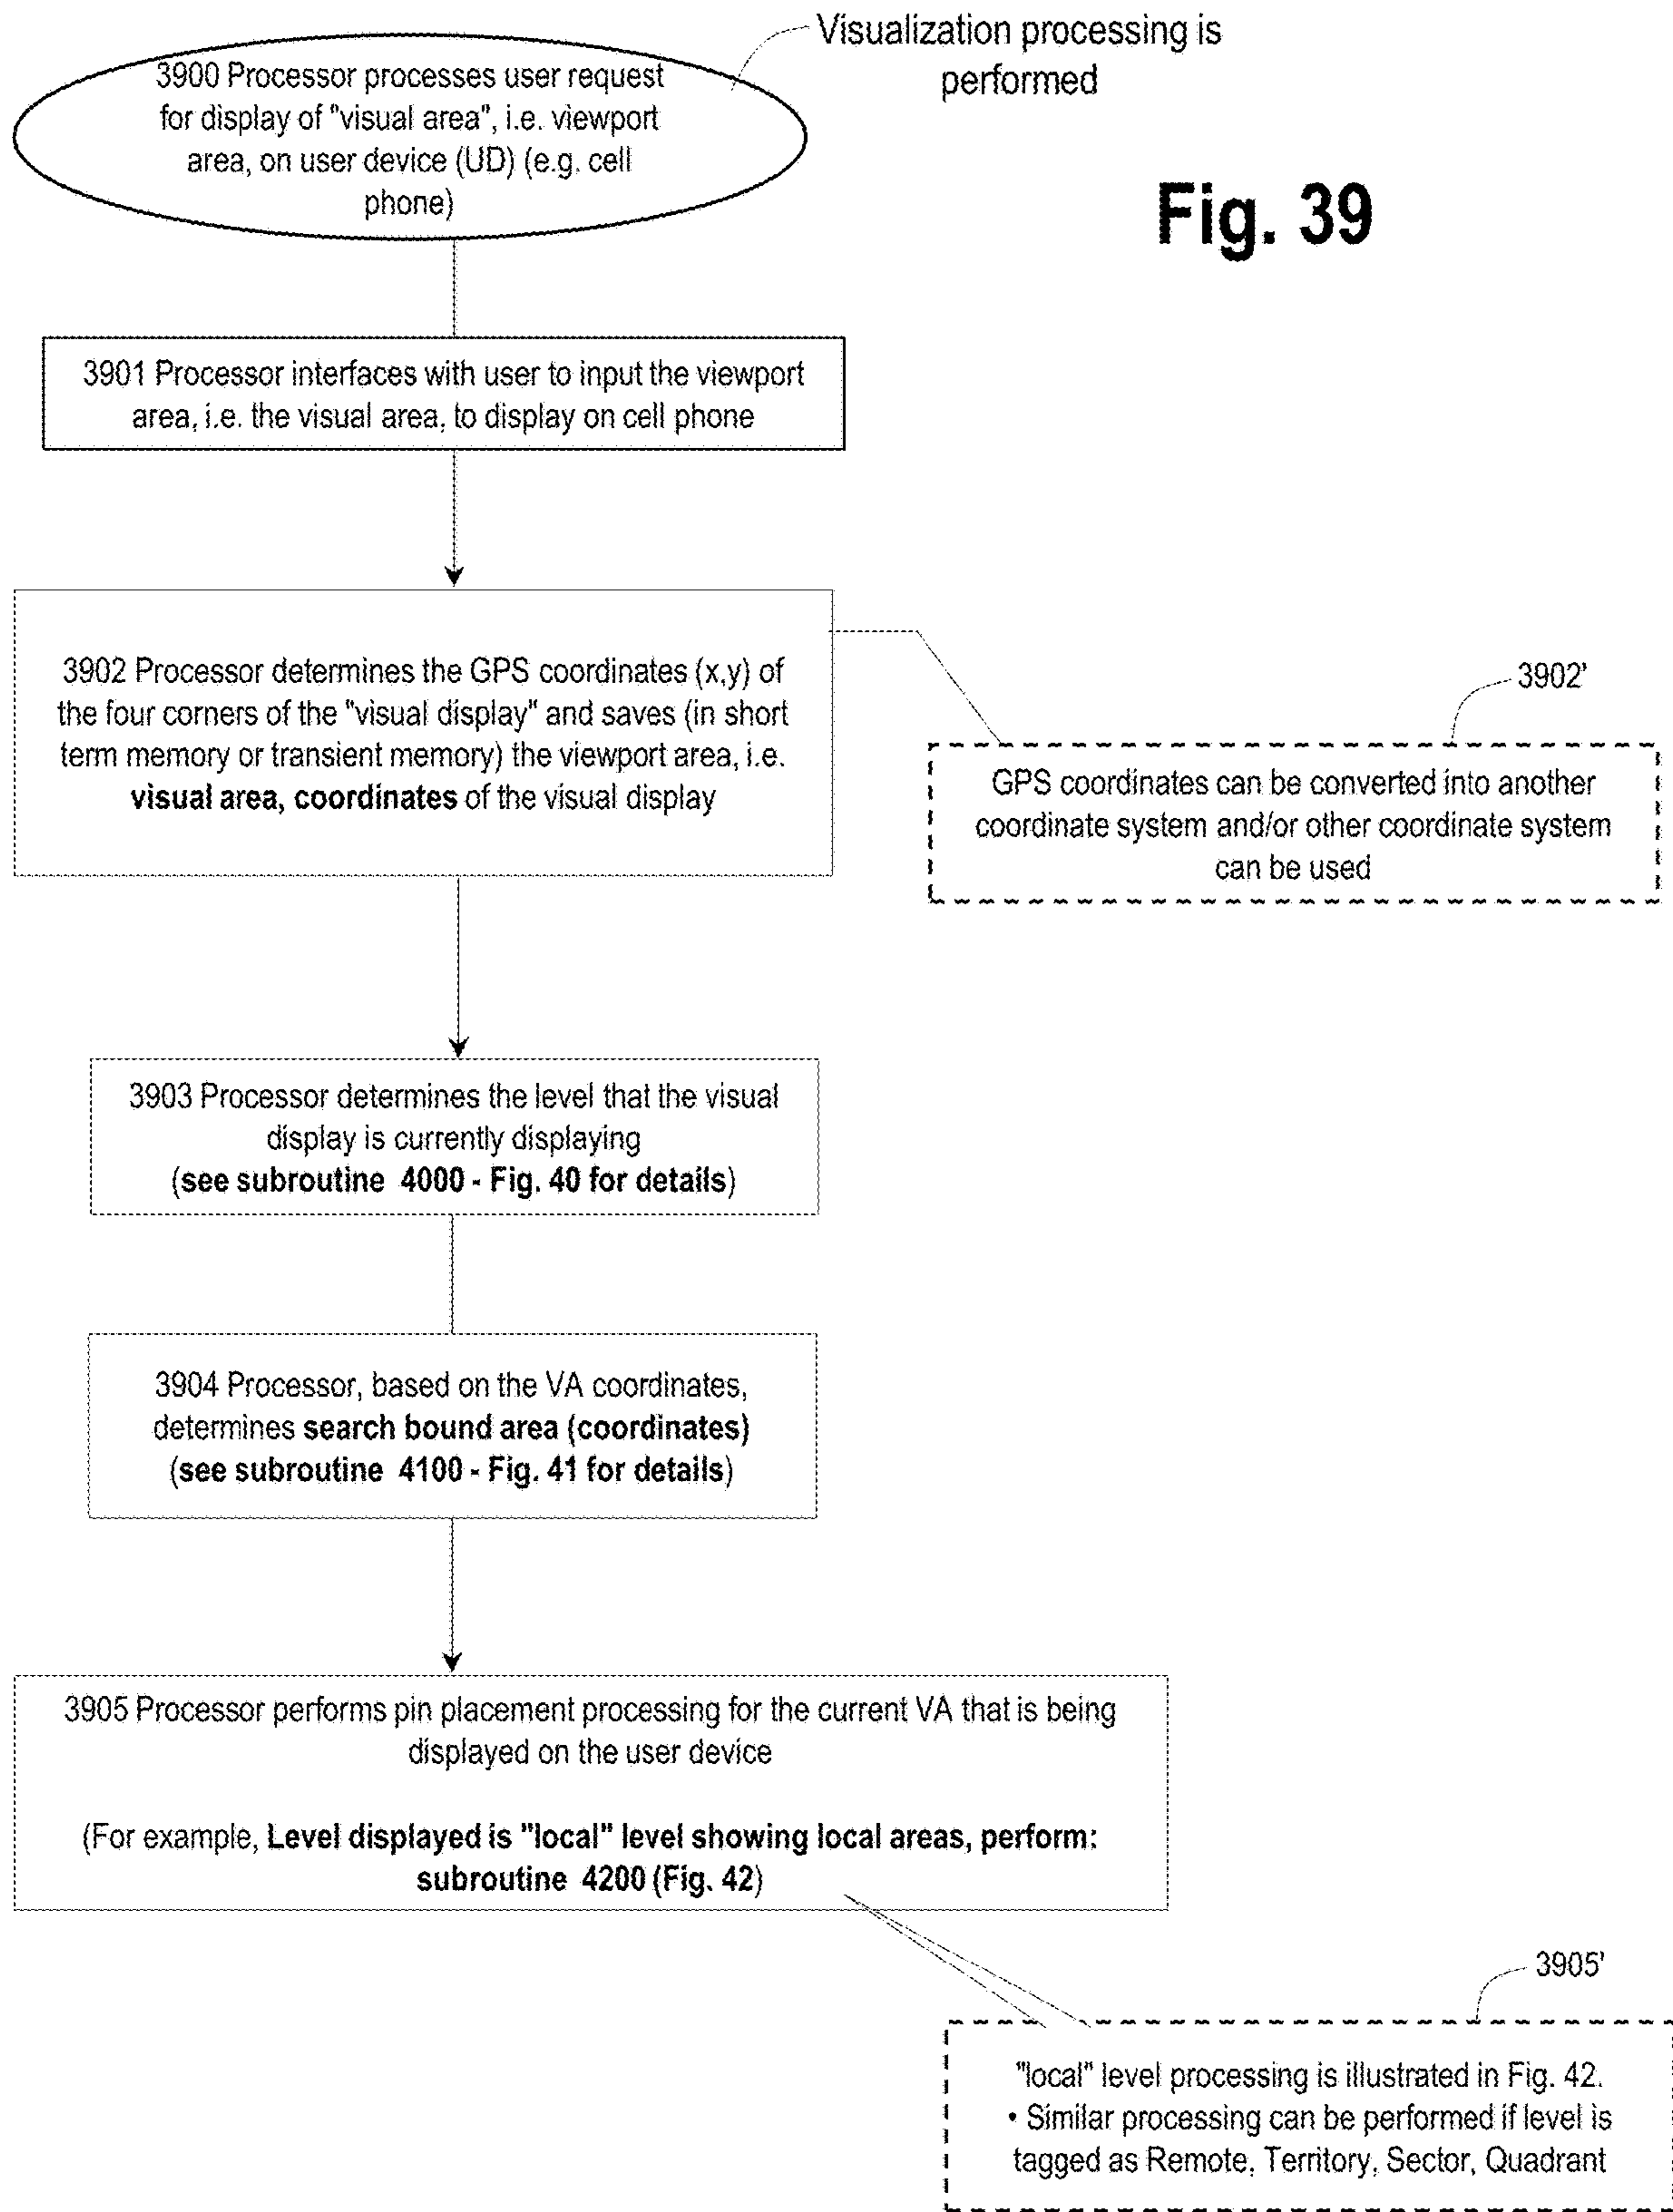 Visualization processing is
performed
3900 Processor processes user request
for display of "visual area", i.e. viewport
area, on user device (UD) (e.g. cell
phone)
Fig. 39
3901 Processor interfaces with user to input the viewport
area, i.e. the visual area, to display on cell phone
3902 Processor determines the GPS coordinates (x,y) of
the four corners of the "visual display" and saves (in short
term memory or transient memory) the viewport area, i.e.
visual area, coordinates of the visual display
3902'
GPS coordinates can be converted into another
coordinate system and/or other coordinate system
can be used
3903 Processor determines the level that the visual
display is currently displaying
(see subroutine 4000 - Fig. 40 for details)
3904 Processor, based on the VA coordinates,
determines search bound area (coordinates)
(see subroutine 4100 - Fig. 41 for details)
3905 Processor performs pin placement processing for the current VA that is being
displayed on the user device
(For example, Level displayed is "local" level showing local areas, perform:
subroutine 4200 (Fig. 42)
3905'
"local" level processing is illustrated in Fig. 42.
• Similar processing can be performed if level is
tagged as Remote, Territory, Sector, Quadrant